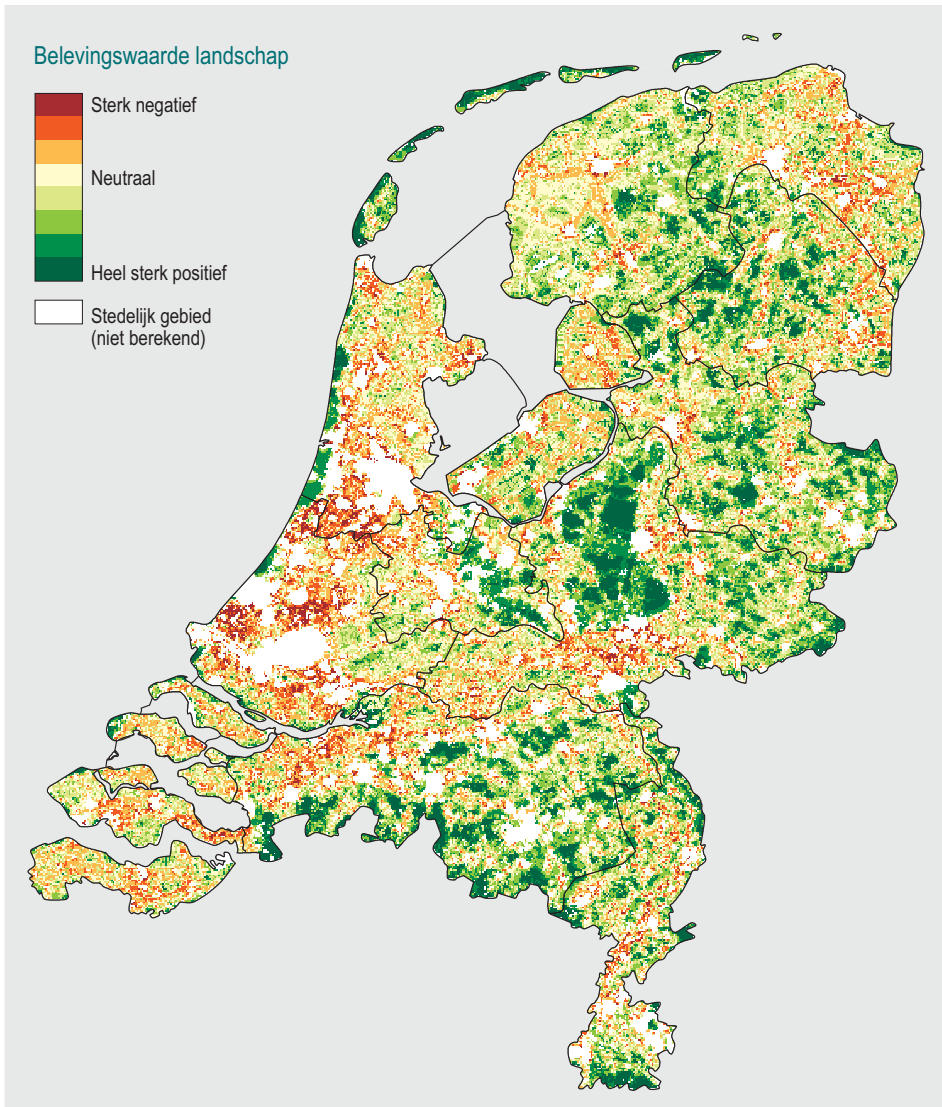 Belevingswaarde landschap
Sterk negatief
Neutraal
Heel sterk positief
Stedelijk gebied
(niet berekend)